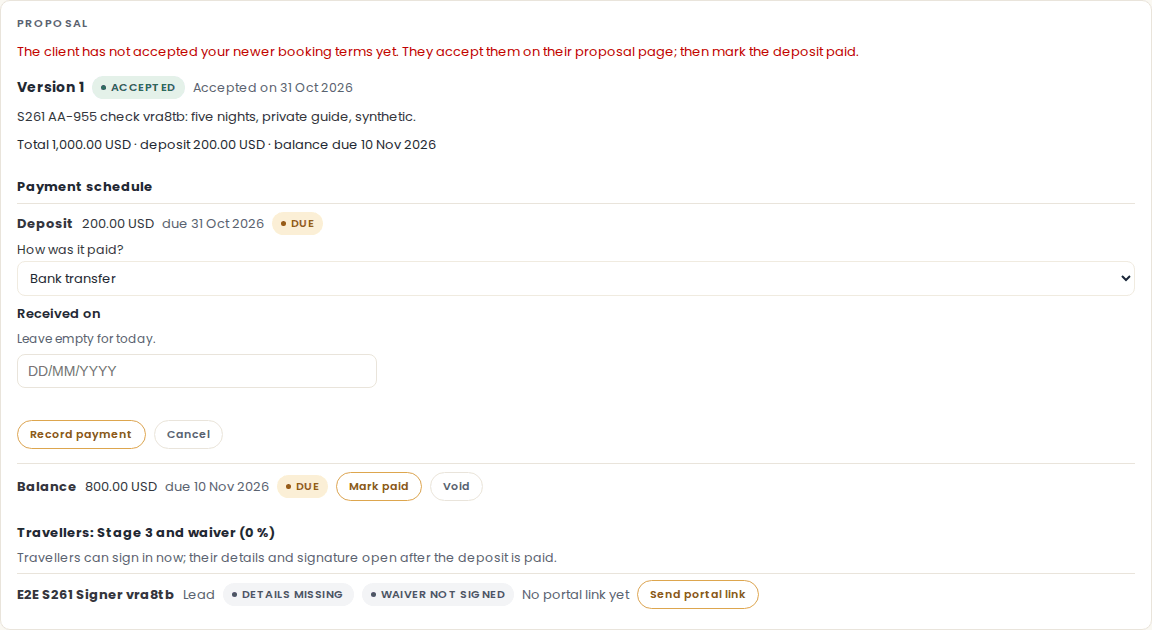 PROPOSAL
The client has not accepted your newer booking terms yet. They accept them on their proposal page; then mark the deposit paid.
Version 1 ACCEPTED Accepted on 31 Oct 2026
S261 AA-955 check vra8tb: five nights, private guide, synthetic.
Total 1,000.00 USD · deposit 200.00 USD · balance due 10 Nov 2026
Payment schedule
Deposit 200.00 USD due 31 Oct 2026 DUE
How was it paid?
Bank transfer
Received on
Leave empty for today.
DD/MM/YYYY
Record payment Cancel
Balance 800.00 USD due 10 Nov 2026 DUE Mark paid Void
Travellers: Stage 3 and waiver (0 %)
Travellers can sign in now; their details and signature open after the deposit is paid.
E2E S261 Signer vra8tb Lead DETAILS MISSING WAIVER NOT SIGNED No portal link yet Send portal link